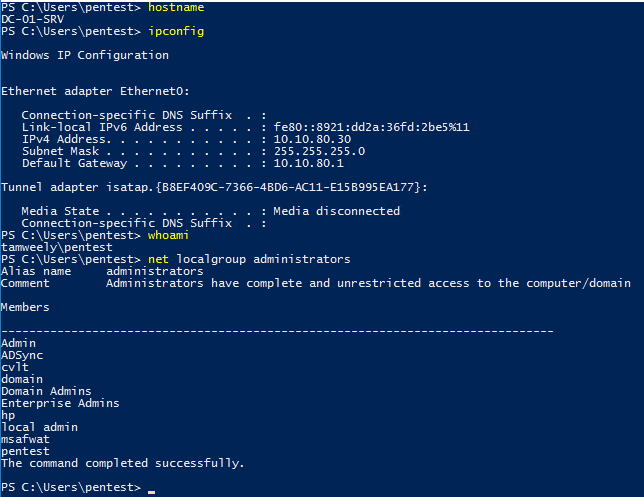 PS C:\Users\pentest> hostname
DC-01-SRV
PS C:\Users\pentest> ipconfig
Windows IP Configuration
Ethernet adapter Ethernet0:
   Connection-specific DNS Suffix  . :
   Link-local IPv6 Address . . . . . : fe80::8921:dd2a:36fd:2be5%11
   IPv4 Address. . . . . . . . . . . : 10.10.80.30
   Subnet Mask . . . . . . . . . . . : 255.255.255.0
   Default Gateway . . . . . . . . . : 10.10.80.1
Tunnel adapter isatap.{B8EF409C-7366-4BD6-AC11-E15B995EA177}:
   Media State . . . . . . . . . . . : Media disconnected
   Connection-specific DNS Suffix  . :
PS C:\Users\pentest> whoami
tamweely\pentest
PS C:\Users\pentest> net localgroup administrators
Alias name     administrators
Comment        Administrators have complete and unrestricted access to the computer/domain
Members
-------------------------------------------------------------------------------
Admin
ADSync
cvlt
domain
Domain Admins
Enterprise Admins
hp
local admin
msafwat
pentest
The command completed successfully.
PS C:\Users\pentest> _